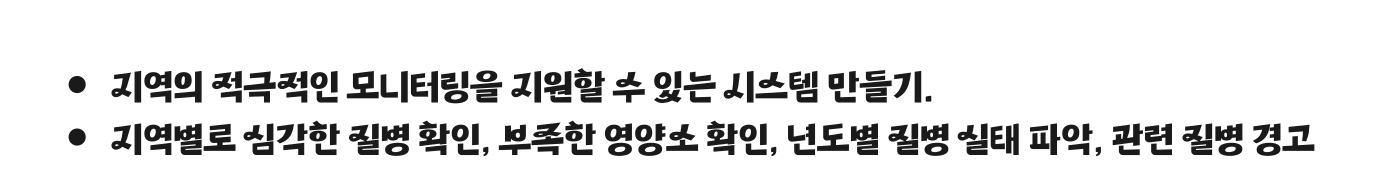 ● 지역의 적극적인 모니터링을 지원할 수 있는 시스템 만들기.
● 지역별로 심각한 질병 확인, 부족한 영양소 확인, 년도별 질병 실태 파악, 관련 질병 경고